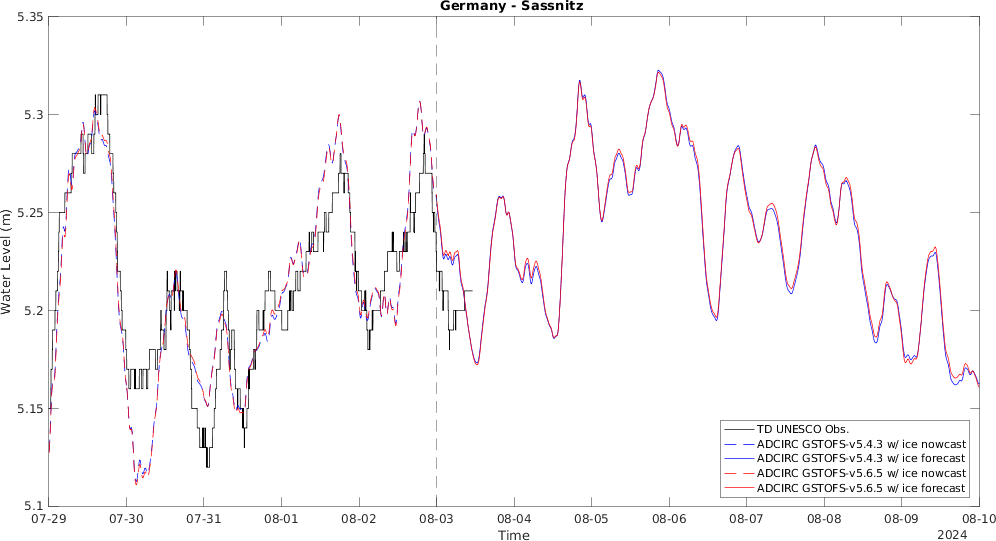 Germany - Sassnitz
5.35
5.3
5.25
5.2
5.15
5.1
Water Level (m)
07-29 07-30 07-31 08-01 08-02 08-03 08-04 08-05 08-06 08-07 08-08 08-09 08-10
Time
2024
TD UNESCO Obs.
ADCIRC GSTOFS-v5.4.3 w/ ice nowcast
ADCIRC GSTOFS-v5.4.3 w/ ice forecast
ADCIRC GSTOFS-v5.6.5 w/ ice nowcast
ADCIRC GSTOFS-v5.6.5 w/ ice forecast